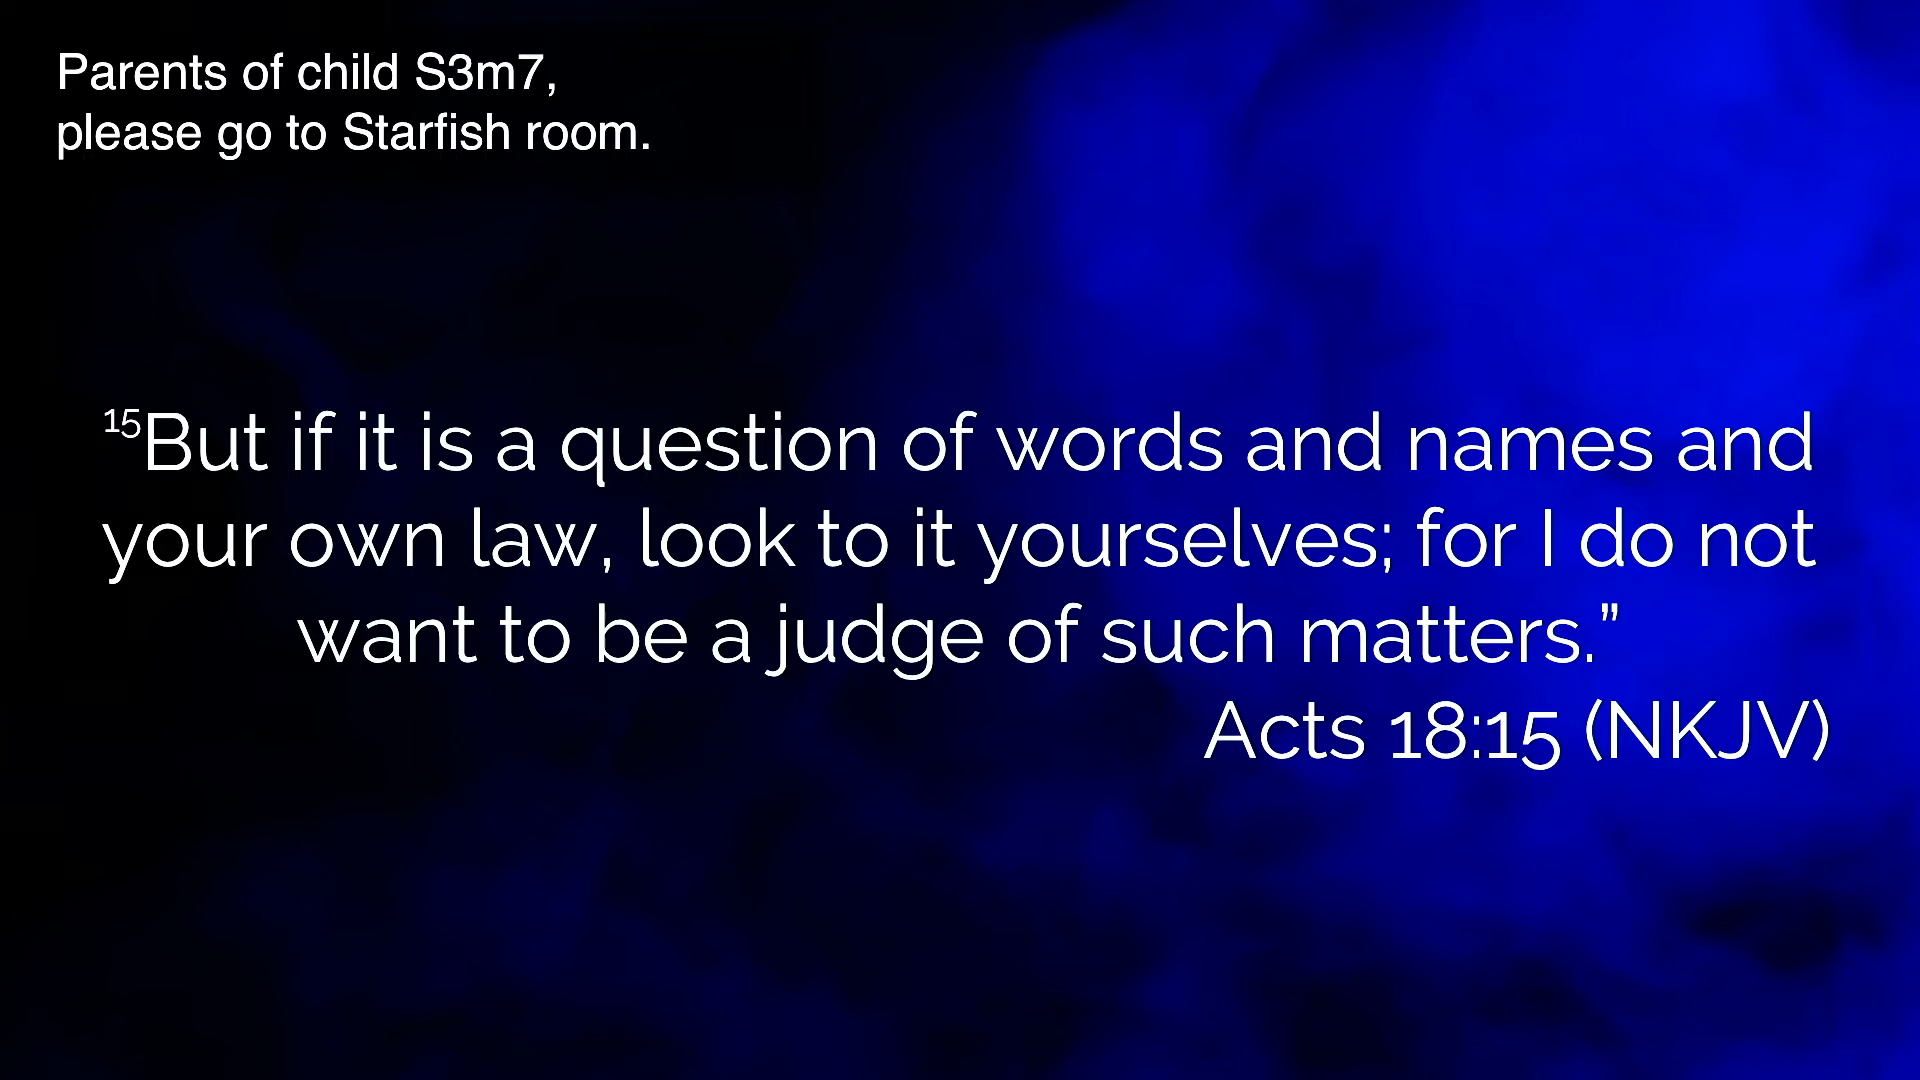 Parents of child S3m7,
please go to Starfish room.
¹⁵But if it is a question of words and names and
your own law, look to it yourselves; for I do not
want to be a judge of such matters.”
Acts 18:15 (NKJV)